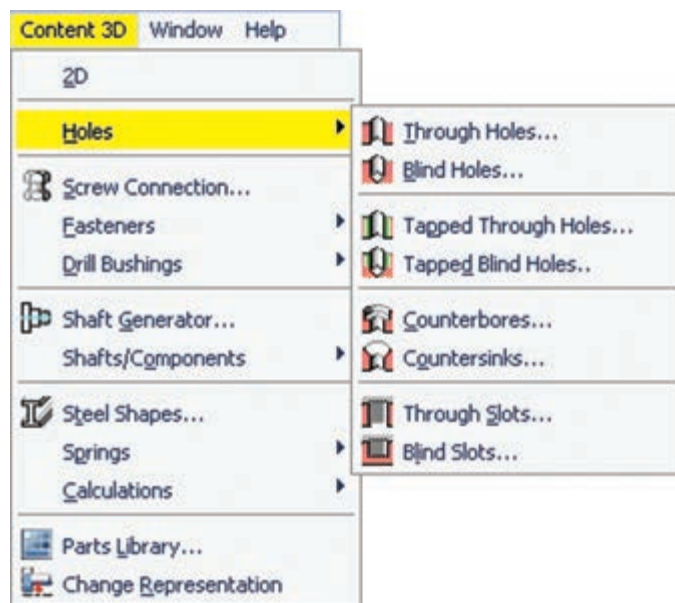 Content 3D Window Help
2D
Holes
Screw Connection...
Fasteners
Drill Bushings
Shaft Generator...
Shafts/Components
Steel Shapes...
Springs
Calculations
Parts Library...
Change Representation
Through Holes...
Blind Holes...
Tapped Through Holes...
Tapped Blind Holes..
Counterbores...
Countersinks...
Through Slots...
Blind Slots...